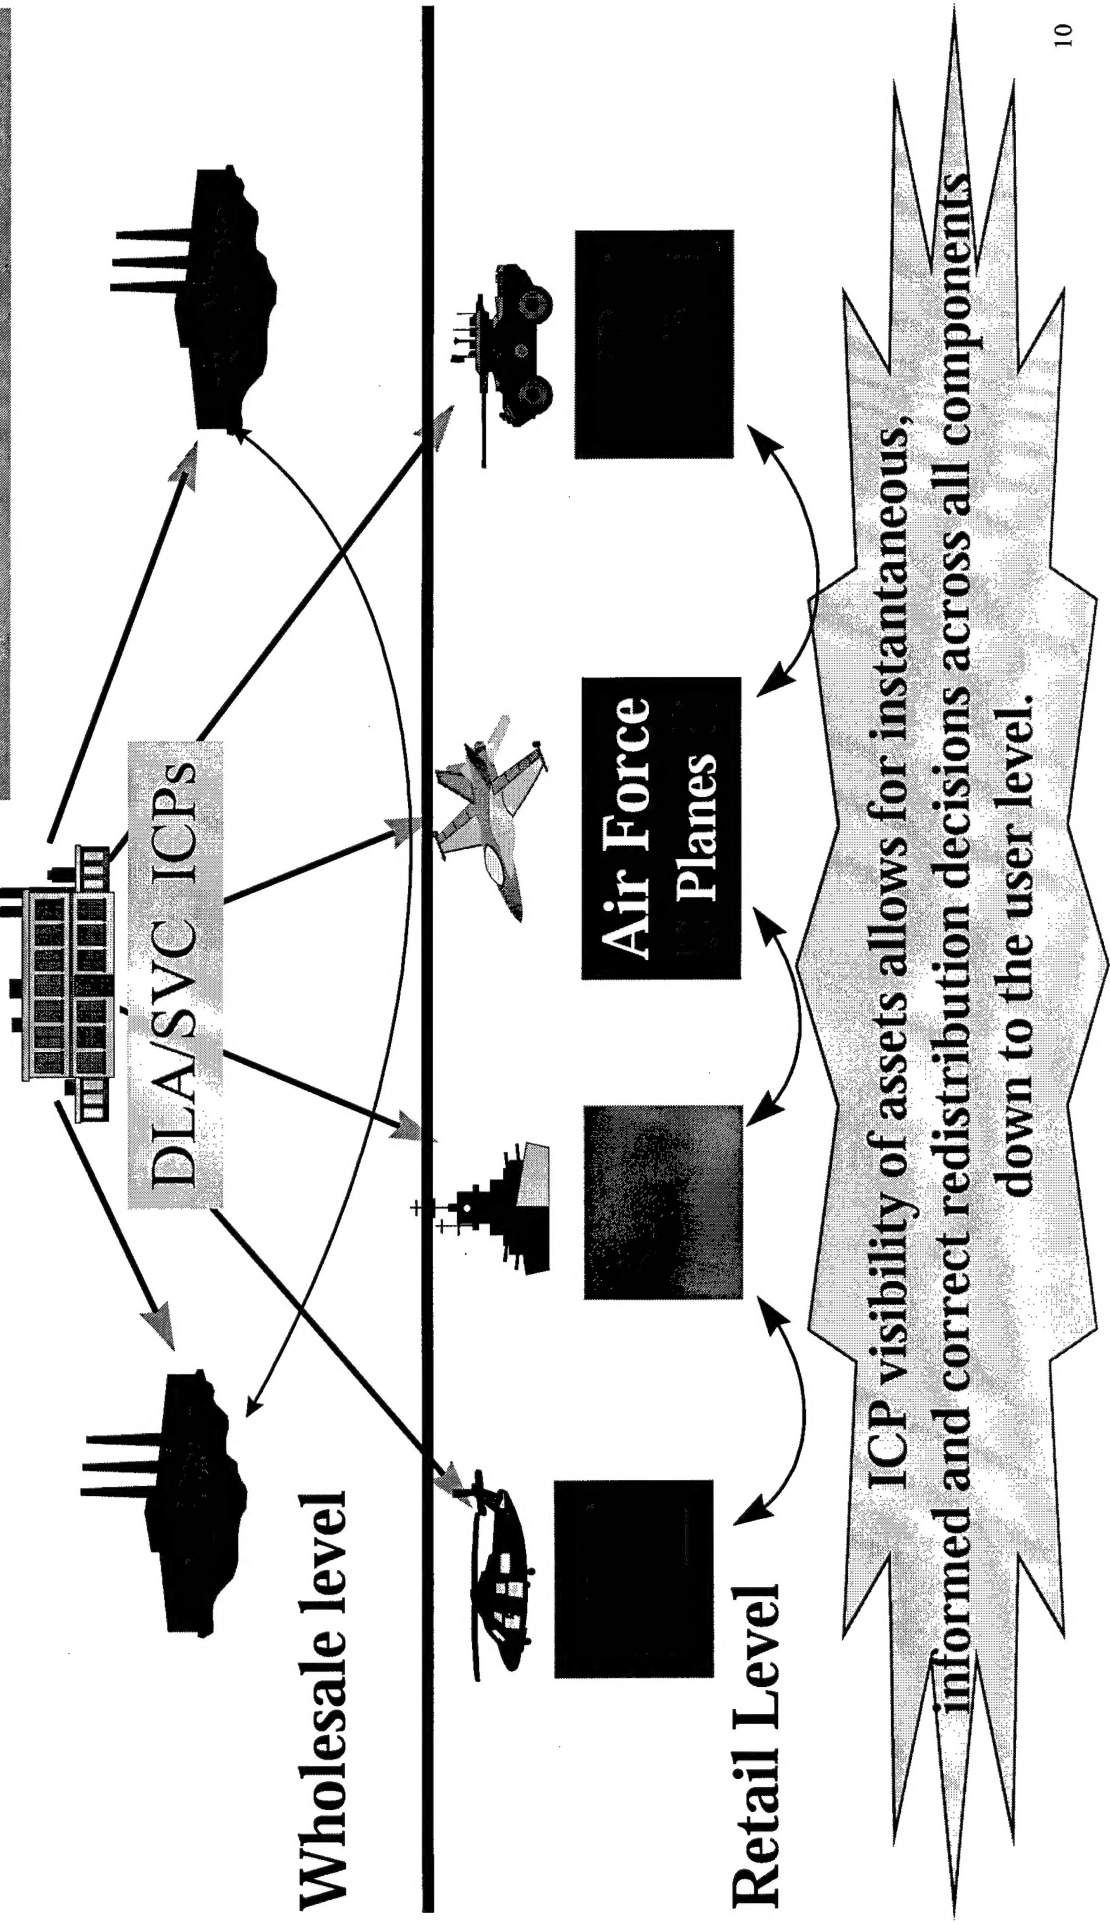 DLA/SVC ICPs
Wholesale level
Air Force
Planes
Retail Level
ICP visibility of assets allows for instantaneous,
informed and correct redistribution decisions across all components
down to the user level.
10